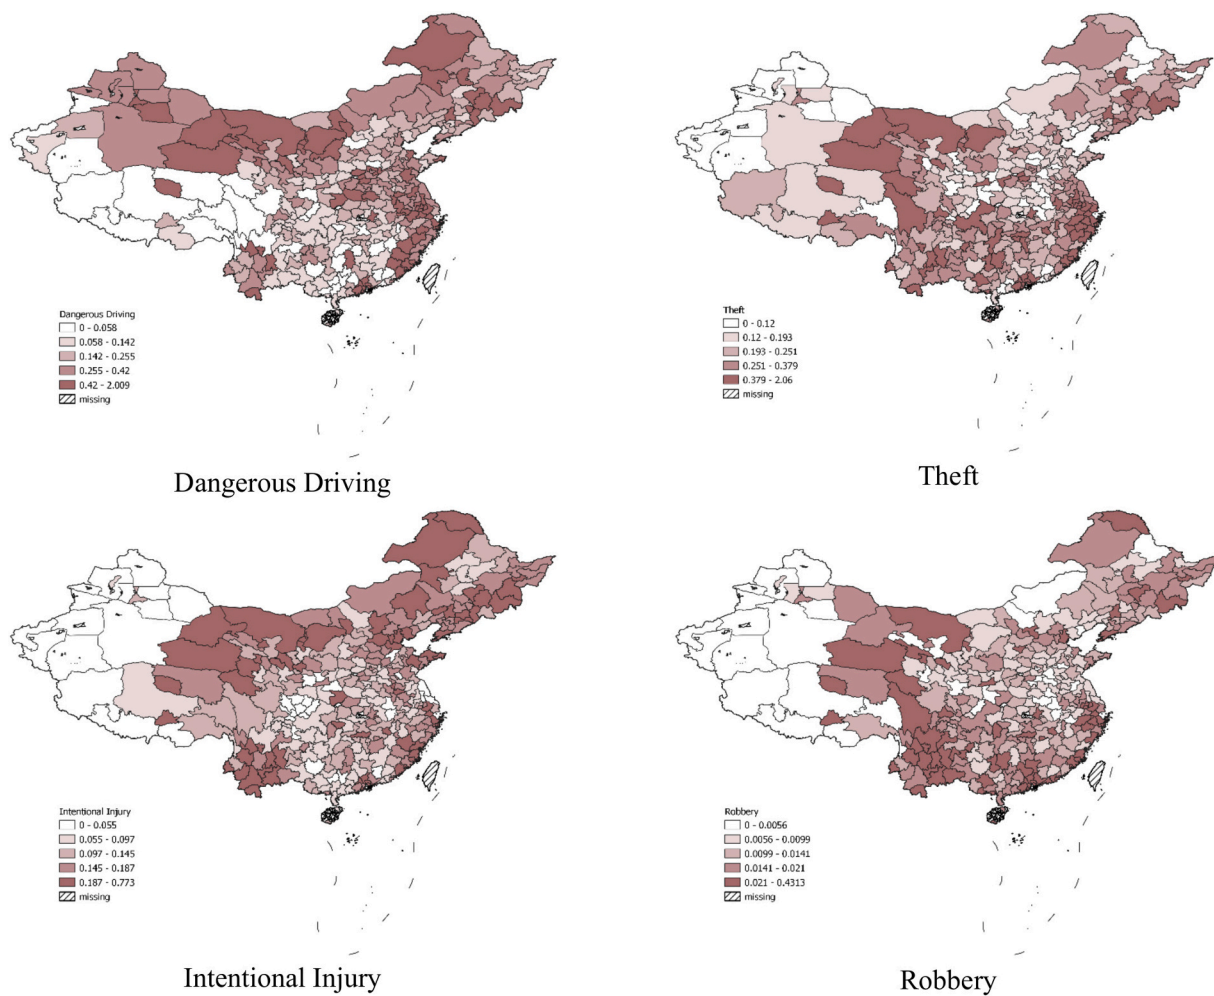 Dangerous Driving
0 - 0.058
0.058 - 0.142
0.142 - 0.255
0.255 - 0.42
0.42 - 2.009
missing
Dangerous Driving
Theft
0 - 0.12
0.12 - 0.193
0.193 - 0.251
0.251 - 0.379
0.379 - 2.06
missing
Theft
Intentional Injury
0 - 0.055
0.055 - 0.097
0.097 - 0.145
0.145 - 0.187
0.187 - 0.773
missing
Intentional Injury
Robbery
0 - 0.0056
0.0056 - 0.0099
0.0099 - 0.0141
0.0141 - 0.021
0.021 - 0.4313
missing
Robbery